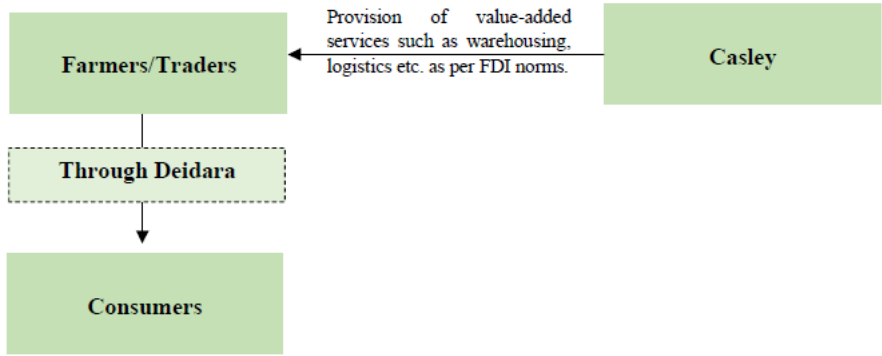 Provision of value-added
services such as warehousing,
logistics etc. as per FDI norms.
Farmers/Traders
Casley
Through Deidara
Consumers